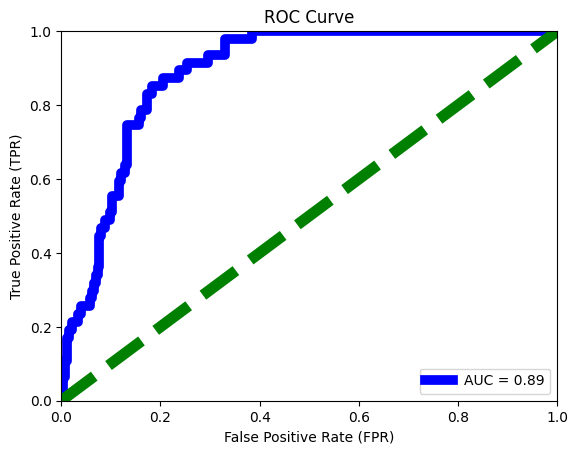 ROC Curve
True Positive Rate (TPR)
1.0
0.8
0.6
0.4
0.2
0.0
AUC = 0.89
0.0 0.2 0.4 0.6 0.8 1.0
False Positive Rate (FPR)